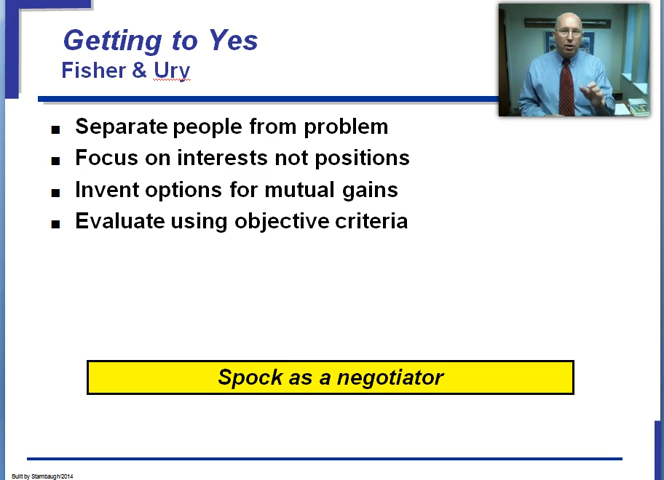 Getting to Yes
Fisher & Ury
Separate people from problem
Focus on interests not positions
Invent options for mutual gains
Evaluate using objective criteria
Spock as a negotiator
Built by Stambaugh/2014